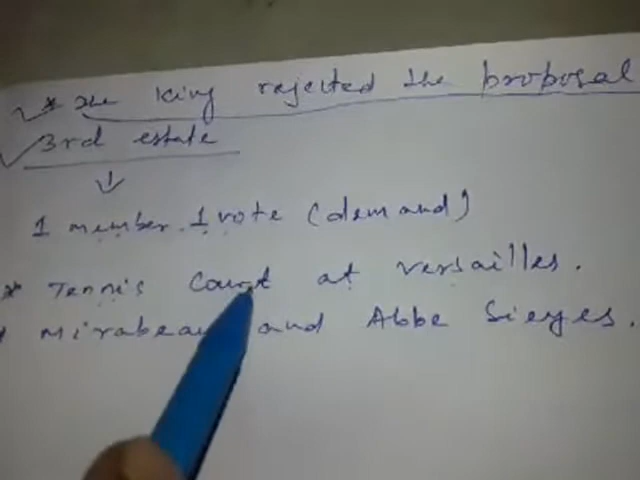 * The king rejected the proposal
3rd estate
1 member. 1 vote (demand)
* Tennis Court at versailles.
* mirabeau and Abbe Sieyes.